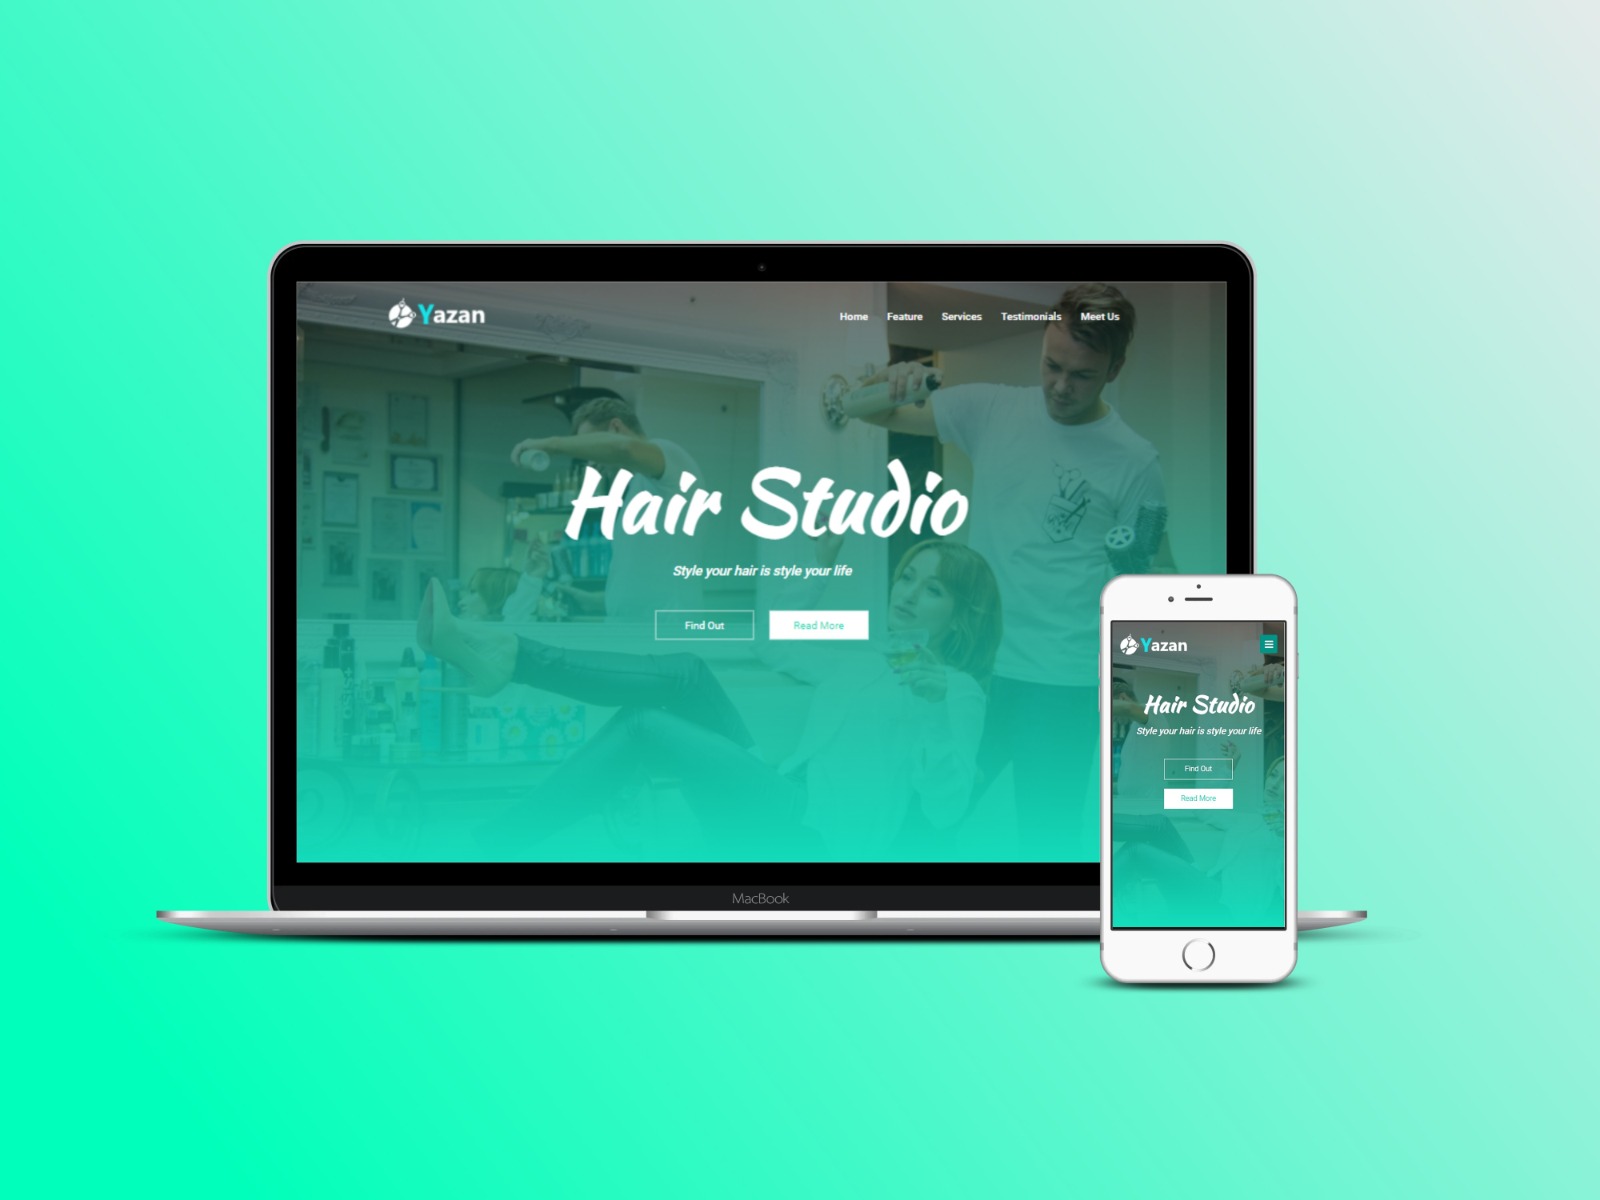 Yazan
Home Feature Services Testimonials Meet Us
Hair Studio
Style your hair is style your life
Find Out Read More
MacBook
Yazan
Hair Studio
Style your hair is style your life
Find Out
Read More